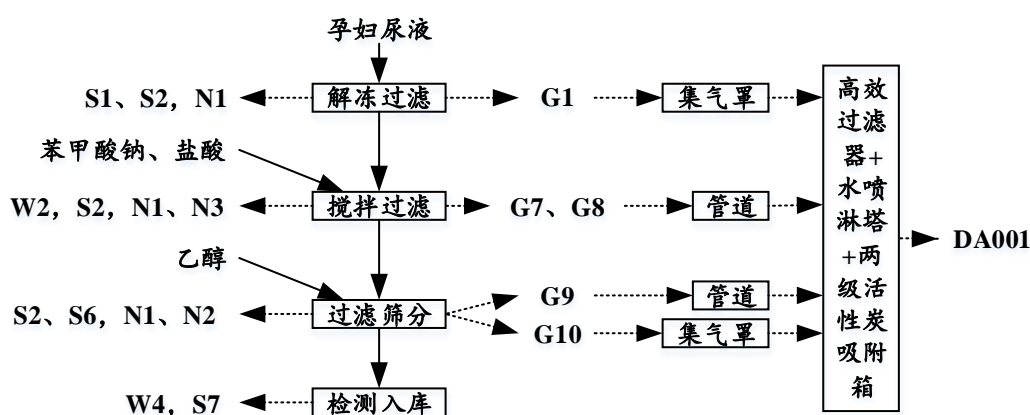 孕妇尿液
S1、S2，N1
解冻过滤
G1
集气罩
苯甲酸钠、盐酸
W2，S2，N1、N3
搅拌过滤
G7、G8
管道
乙醇
S2、S6，N1、N2
过滤筛分
G9
管道
G10
集气罩
W4，S7
检测入库
高效
过滤
器+
水喷
淋塔
+两
级活
性炭
吸附
箱
DA001